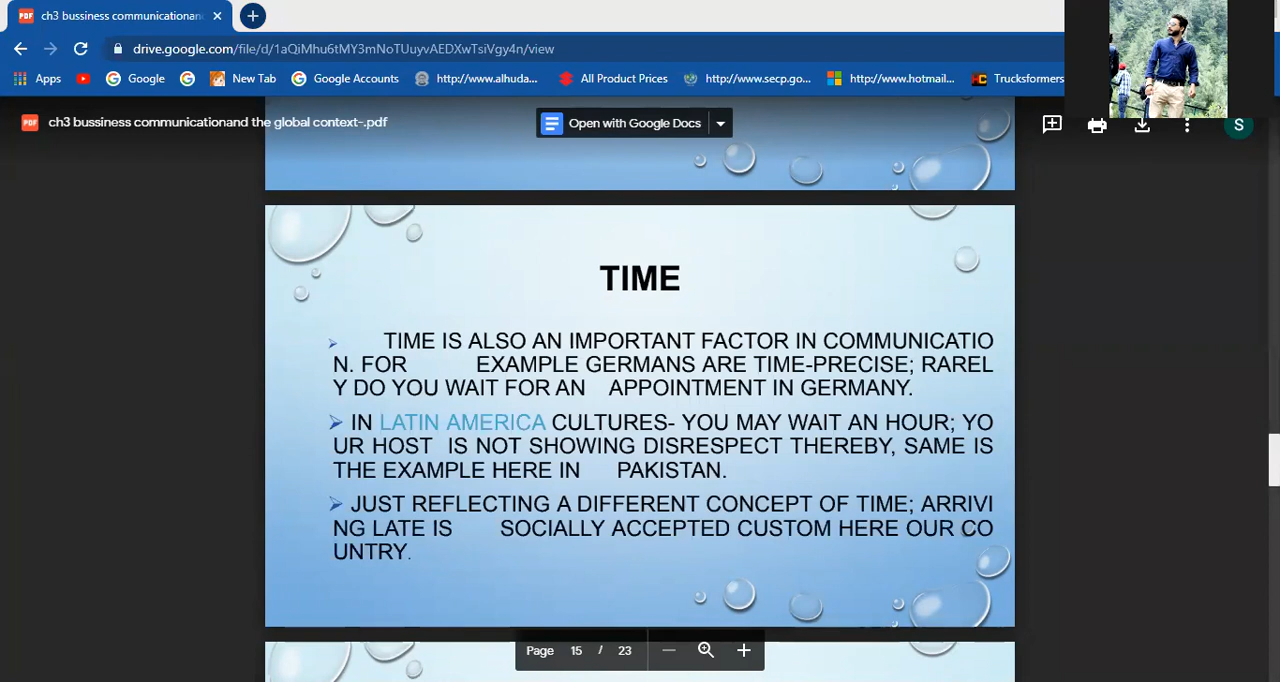 ch3 bussiness communicationan
drive.google.com/file/d/1aQiMhu6tMY3mNoTUuyvAEDXwTsiVgy4n/view
Apps
Google
New Tab
Google Accounts
http://www.alhuda...
All Product Prices
http://www.secp.go...
http://www.hotmail...
Trucksformers
PDF
ch3 bussiness communicationand the global context-.pdf
Open with Google Docs
S
TIME
TIME IS ALSO AN IMPORTANT FACTOR IN COMMUNICATIO
N. FOR EXAMPLE GERMANS ARE TIME-PRECISE; RAREL
Y DO YOU WAIT FOR AN APPOINTMENT IN GERMANY.
IN LATIN AMERICA CULTURES- YOU MAY WAIT AN HOUR; YO
UR HOST IS NOT SHOWING DISRESPECT THEREBY, SAME IS
THE EXAMPLE HERE IN PAKISTAN.
JUST REFLECTING A DIFFERENT CONCEPT OF TIME; ARRIVI
NG LATE IS SOCIALLY ACCEPTED CUSTOM HERE OUR CO
UNTRY.
Page 15 / 23